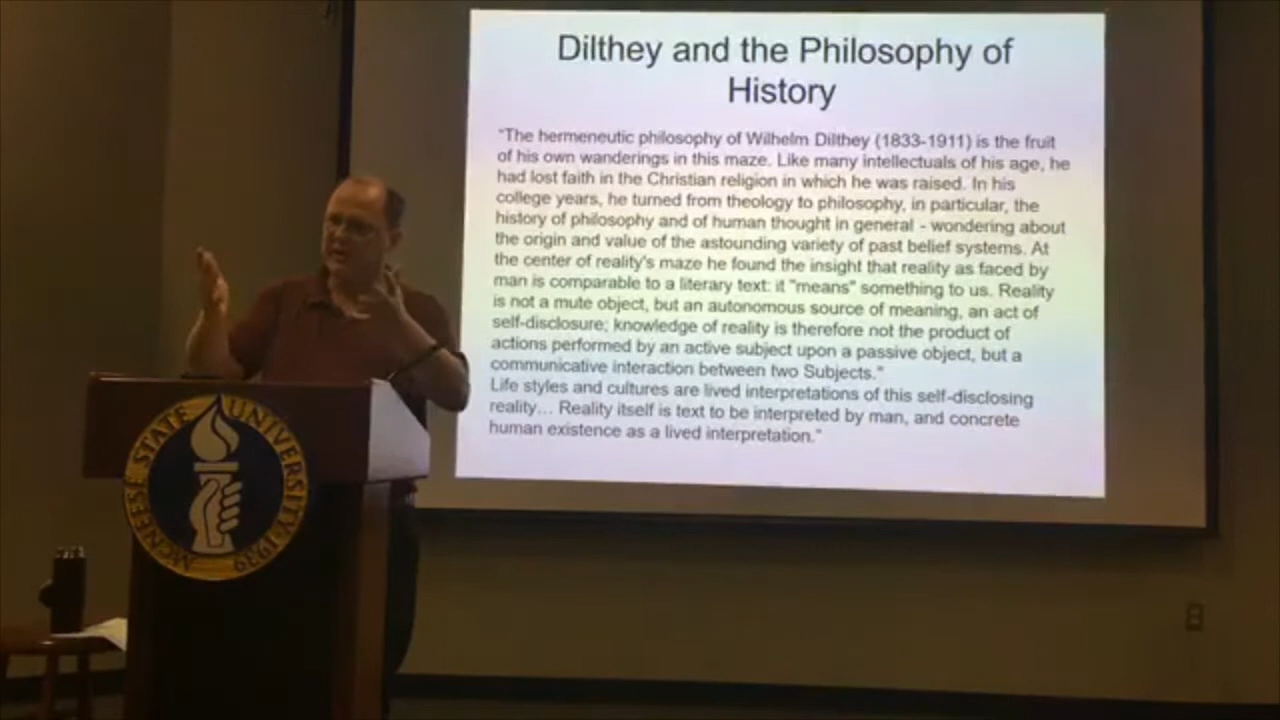 Dilthey and the Philosophy of
History
"The hermeneutic philosophy of Wilhelm Dilthey (1833-1911) is the fruit
of his own wanderings in this maze. Like many intellectuals of his age, he
had lost faith in the Christian religion in which he was raised. In his
college years, he turned from theology to philosophy, in particular, the
history of philosophy and of human thought in general - wondering about
the origin and value of the astounding variety of past belief systems. At
the center of reality's maze he found the insight that reality as faced by
man is comparable to a literary text: it "means" something to us. Reality
is not a mute object, but an autonomous source of meaning, an act of
self-disclosure; knowledge of reality is therefore not the product of
actions performed by an active subject upon a passive object, but a
communicative interaction between two Subjects."
Life styles and cultures are lived interpretations of this self-disclosing
reality… Reality itself is text to be interpreted by man, and concrete
human existence as a lived interpretation."
MCNEESE STATE UNIVERSITY
1939